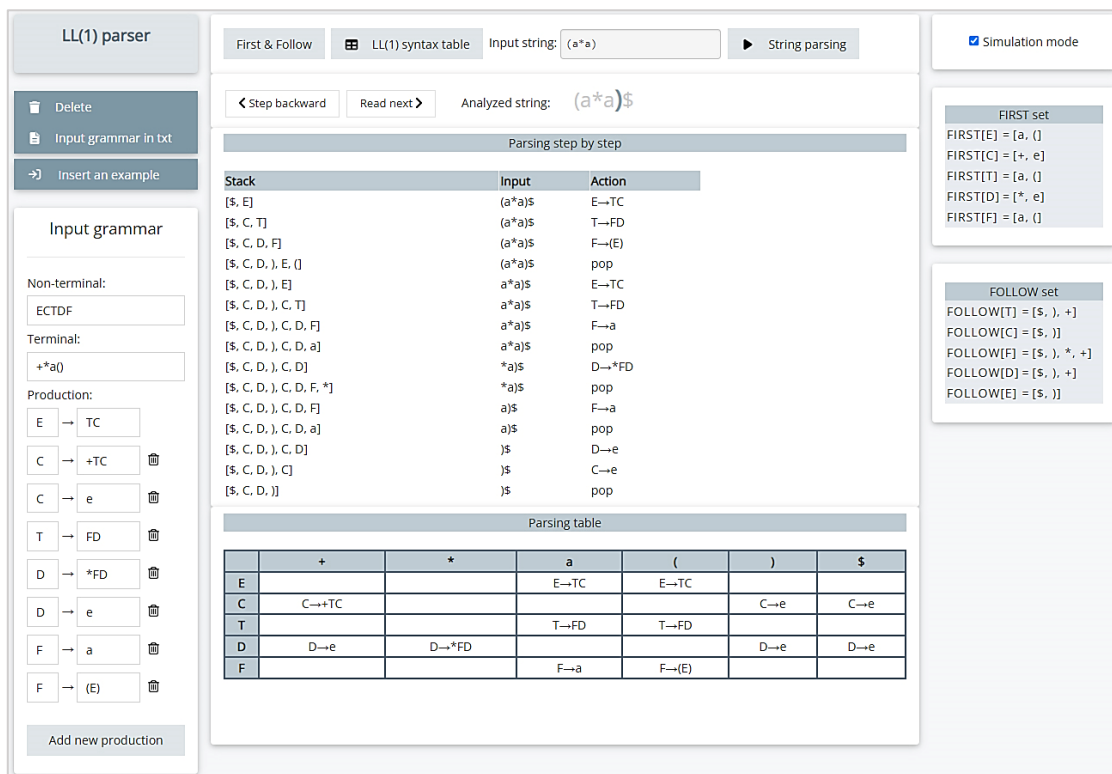 LL(1) parser
Delete
Input grammar in txt
Insert an example
Input grammar
Non-terminal:
ECTDF
Terminal:
+*a()
Production:
E → TC
C → +TC
C → e
T → FD
D → *FD
D → e
F → a
F → (E)
Add new production
First & Follow LL(1) syntax table Input string: (a*a) String parsing
Step backward Read next Analyzed string: (a*a)$
Parsing step by step
Stack Input Action
[$, E] (a*a)$ E→TC
[$, C, T] (a*a)$ T→FD
[$, C, D, F] (a*a)$ F→(E)
[$, C, D, ), E, (] (a*a)$ pop
[$, C, D, ), E] a*a)$ E→TC
[$, C, D, ), C, T] a*a)$ T→FD
[$, C, D, ), C, D, F] a*a)$ F→a
[$, C, D, ), C, D, a] a*a)$ pop
[$, C, D, ), C, D] *a)$ D→*FD
[$, C, D, ), C, D, F, *] *a)$ pop
[$, C, D, ), C, D, F] a)$ F→a
[$, C, D, ), C, D, a] a)$ pop
[$, C, D, ), C, D] )$ D→e
[$, C, D, ), C] )$ C→e
[$, C, D, )] )$ pop
Parsing table
+ * a ( ) $
E E→TC E→TC
C C→+TC C→e C→e
T T→FD T→FD
D D→e D→*FD D→e D→e
F F→a F→(E)
Simulation mode
FIRST set
FIRST[E] = [a, (]
FIRST[C] = [+, e]
FIRST[T] = [a, (]
FIRST[D] = [*, e]
FIRST[F] = [a, (]
FOLLOW set
FOLLOW[T] = [$, ), +]
FOLLOW[C] = [$, )]
FOLLOW[F] = [$, ), *, +]
FOLLOW[D] = [$, ), +]
FOLLOW[E] = [$, )]